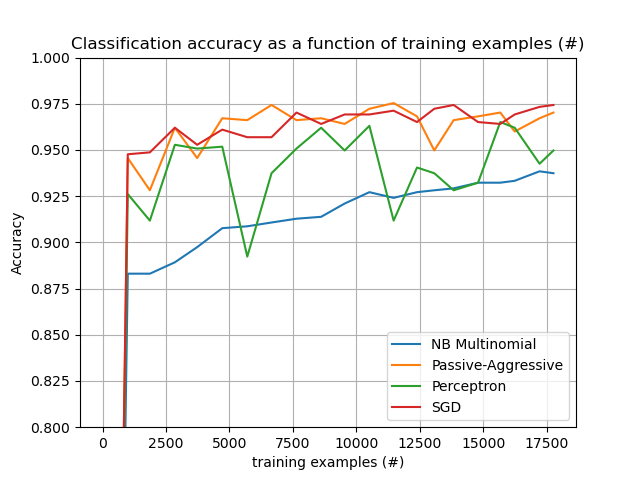 Classification accuracy as a function of training examples (#)
1.000
0.975
0.950
0.925
0.900
0.875
0.850
0.825
0.800
Accuracy
NB Multinomial
Passive-Aggressive
Perceptron
SGD
0 2500 5000 7500 10000 12500 15000 17500
training examples (#)